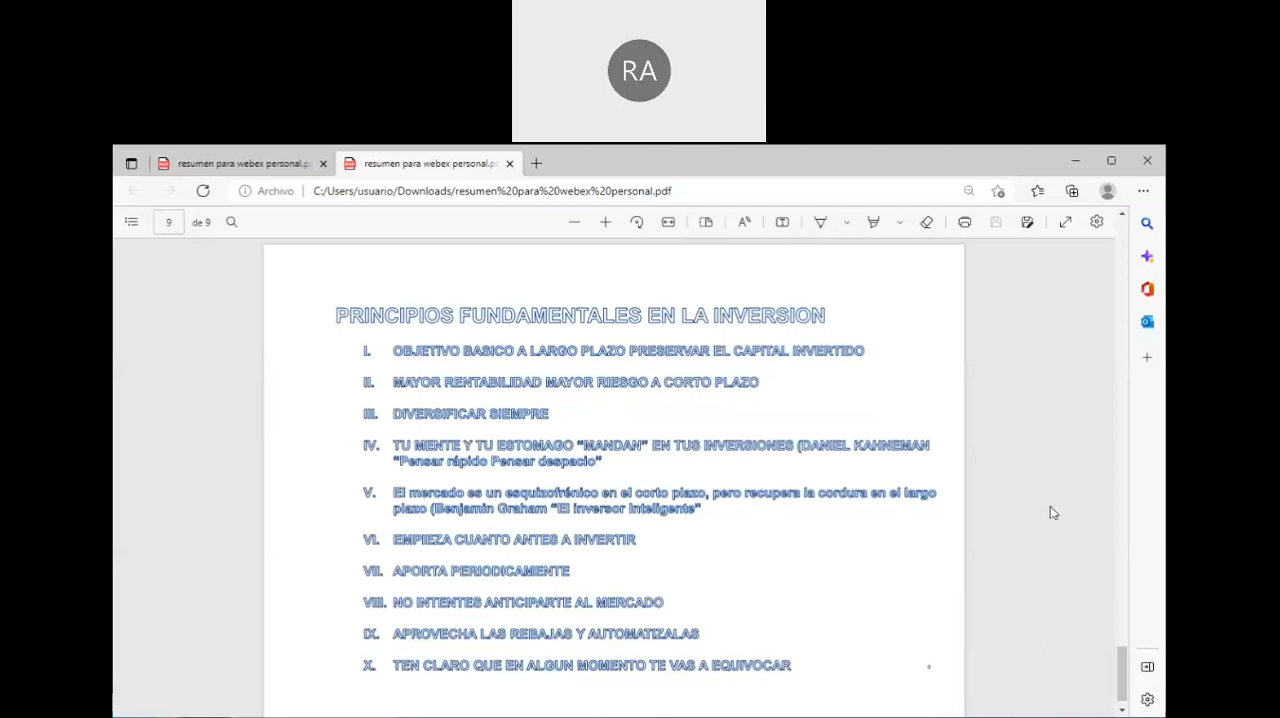 RA
resumen para webex personal.p
resumen para webex personal.p
Archivo
C:/Users/usuario/Downloads/resumen%20para%20webex%20personal.pdf
9 de 9
PRINCIPIOS FUNDAMENTALES EN LA INVERSION
I. OBJETIVO BASICO A LARGO PLAZO PRESERVAR EL CAPITAL INVERTIDO
II. MAYOR RENTABILIDAD MAYOR RIESGO A CORTO PLAZO
III. DIVERSIFICAR SIEMPRE
IV. TU MENTE Y TU ESTOMAGO “MANDAN” EN TUS INVERSIONES (DANIEL KAHNEMAN
“Pensar rápido Pensar despacio”
V. El mercado es un esquizofrénico en el corto plazo, pero recupera la cordura en el largo
plazo (Benjamin Graham “El inversor Inteligente”
VI. EMPIEZA CUANTO ANTES A INVERTIR
VII. APORTA PERIODICAMENTE
VIII. NO INTENTES ANTICIPARTE AL MERCADO
IX. APROVECHA LAS REBAJAS Y AUTOMATIZALAS
X. TEN CLARO QUE EN ALGUN MOMENTO TE VAS A EQUIVOCAR